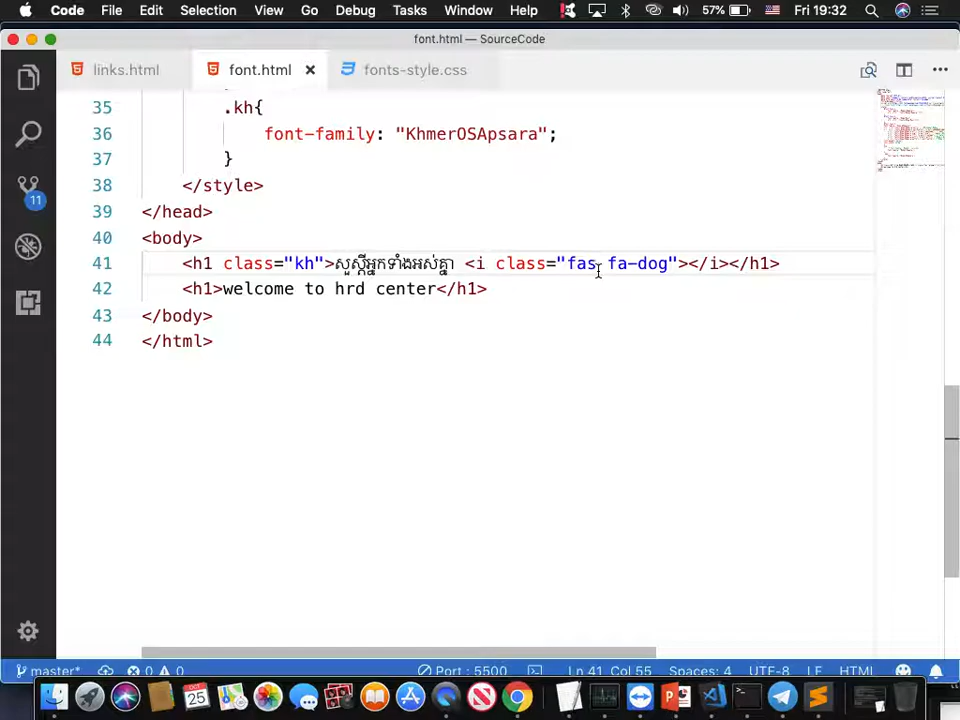 Code File Edit Selection View Go Debug Tasks Window Help 57% Fri 19:32
font.html — SourceCode
links.html font.html fonts-style.css
35 .kh{
36 font-family: "KhmerOSApsara";
37 }
38 </style>
39 </head>
40 <body>
41 <h1 class="kh">សួស្តីអ្នកទាំងអស់គ្នា <i class="fas fa-dog"></i></h1>
42 <h1>welcome to hrd center</h1>
43 </body>
44 </html>
11
master* 0 0 Port : 5500 Ln 41, Col 55 Spaces: 4 UTF-8 LF HTML
OCT
25